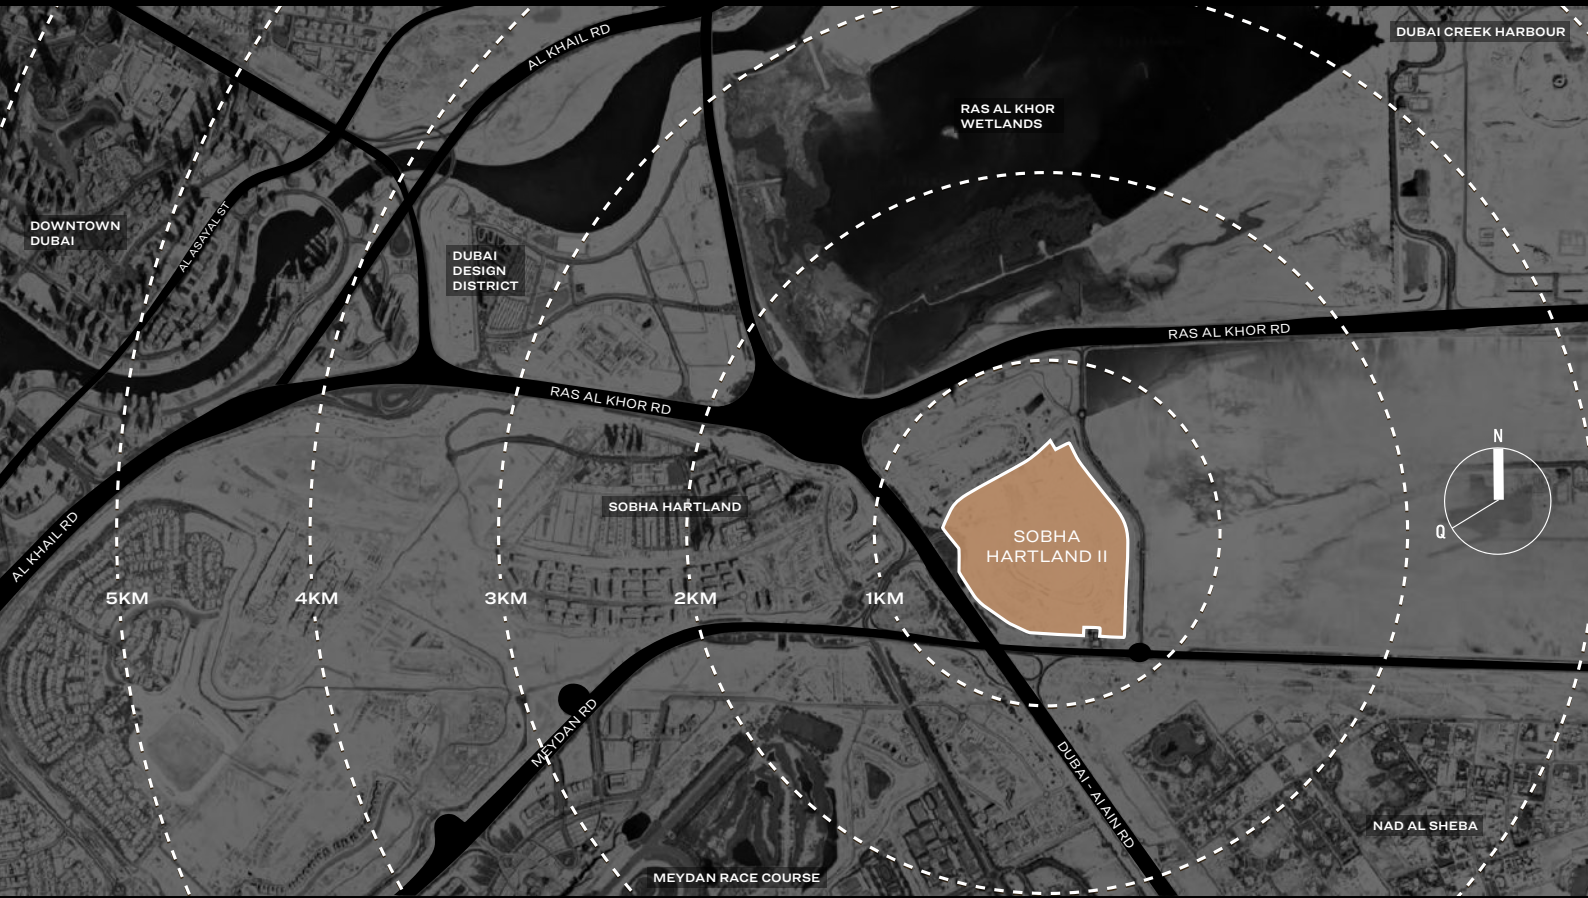 DUBAI CREEK HARBOUR
AL KHAIL RD
RAS AL KHOR
WETLANDS
DOWNTOWN
DUBAI
AL ASAYAL ST
DUBAI
DESIGN
DISTRICT
RAS AL KHOR RD
RAS AL KHOR RD
N
Q
SOBHA HARTLAND
SOBHA
HARTLAND II
AL KHAIL RD
5KM
4KM
3KM
2KM
1KM
MEYDAN RD
DUBAI - AI AIN RD
NAD AL SHEBA
MEYDAN RACE COURSE